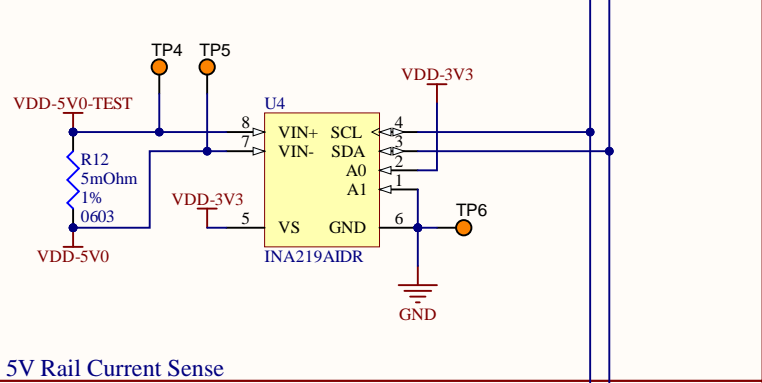 TP4 TP5
VDD-3V3
VDD-5V0-TEST
U4
8 VIN+ SCL 4
7 VIN- SDA 3
A0 2
A1 1
R12
5mOhm
1%
0603
VDD-3V3
5 VS GND 6
TP6
VDD-5V0
INA219AIDR
GND
5V Rail Current Sense